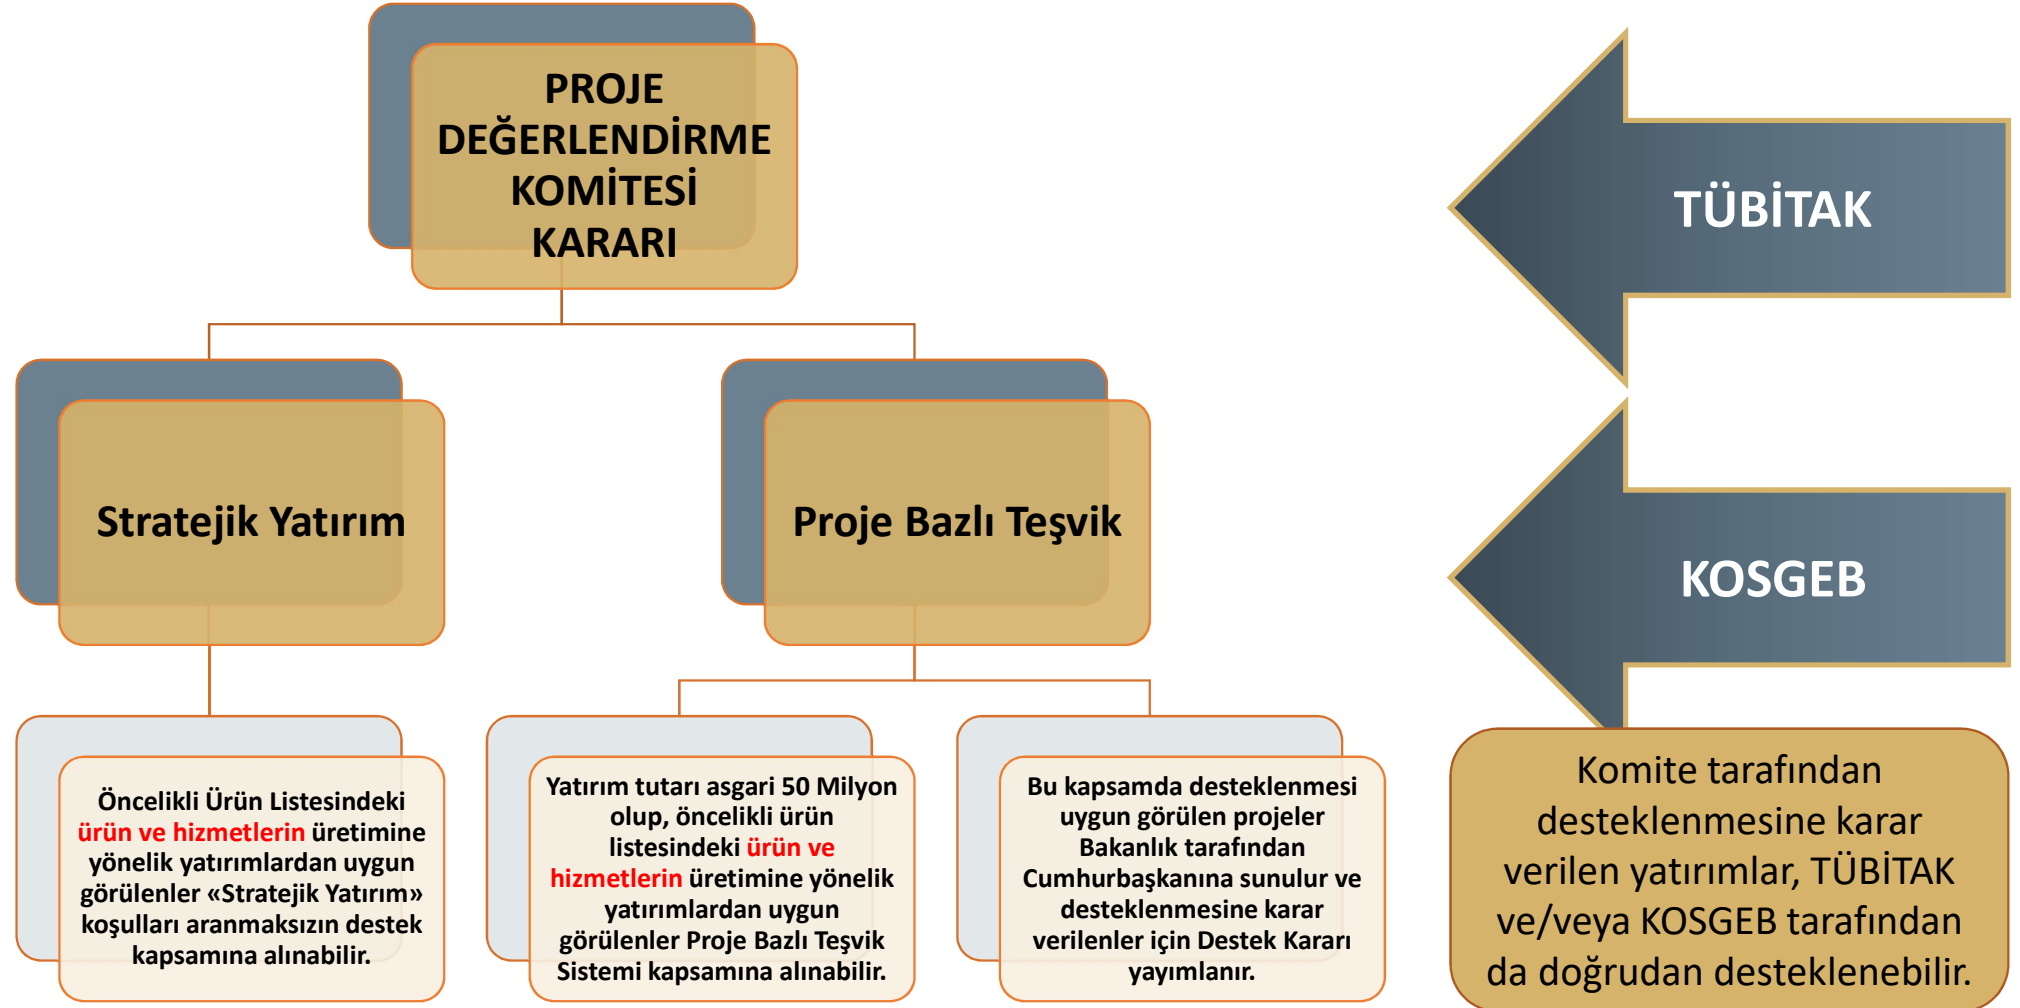 PROJE
DEĞERLENDİRME
KOMİTESİ
KARARI
Stratejik Yatırım
Proje Bazlı Teşvik
Öncelikli Ürün Listesindeki
ürün ve hizmetlerin üretimine
yönelik yatırımlardan uygun
görülenler «Stratejik Yatırım»
koşulları aranmaksızın destek
kapsamına alınabilir.
Yatırım tutarı asgari 50 Milyon
olup, öncelikli ürün
listesindeki ürün ve
hizmetlerin üretimine yönelik
yatırımlardan uygun
görülenler Proje Bazlı Teşvik
Sistemi kapsamına alınabilir.
Bu kapsamda desteklenmesi
uygun görülen projeler
Bakanlık tarafından
Cumhurbaşkanına sunulur ve
desteklenmesine karar
verilenler için Destek Kararı
yayımlanır.
TÜBİTAK
KOSGEB
Komite tarafından
desteklenmesine karar
verilen yatırımlar, TÜBİTAK
ve/veya KOSGEB tarafından
da doğrudan desteklenebilir.